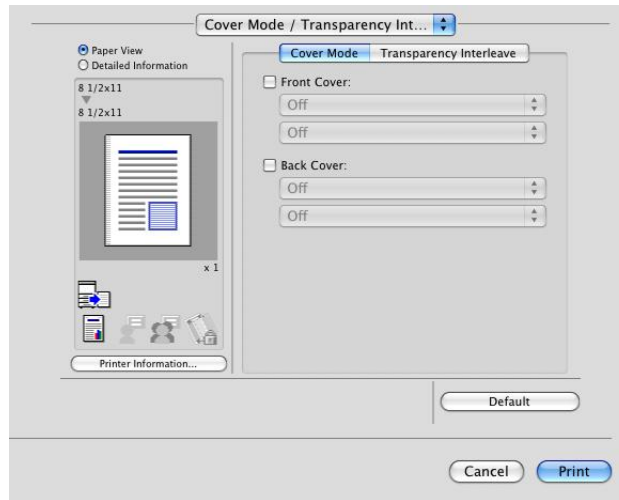 Cover Mode / Transparency Int...
Paper View
Detailed Information
8 1/2x11
8 1/2x11
x 1
Printer Information...
Cover Mode Transparency Interleave
Front Cover:
Off
Off
Back Cover:
Off
Off
Default
Cancel Print